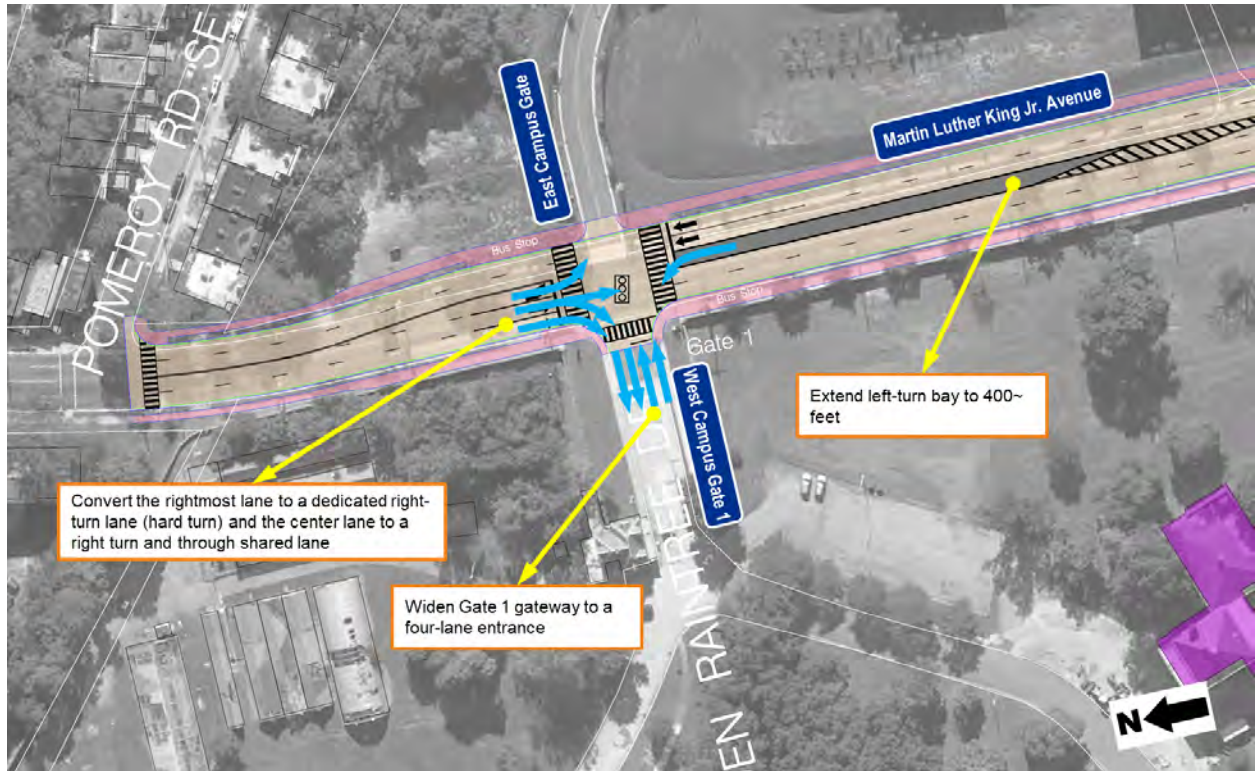 POMEROY RD. SE
East Campus Gate
Martin Luther King Jr. Avenue
Bus Stop
Bus Stop
Gate 1
West Campus Gate 1
Extend left-turn bay to 400~
feet
Convert the rightmost lane to a dedicated right-
turn lane (hard turn) and the center lane to a
right turn and through shared lane
Widen Gate 1 gateway to a
four-lane entrance
EN RAINTREE D
N